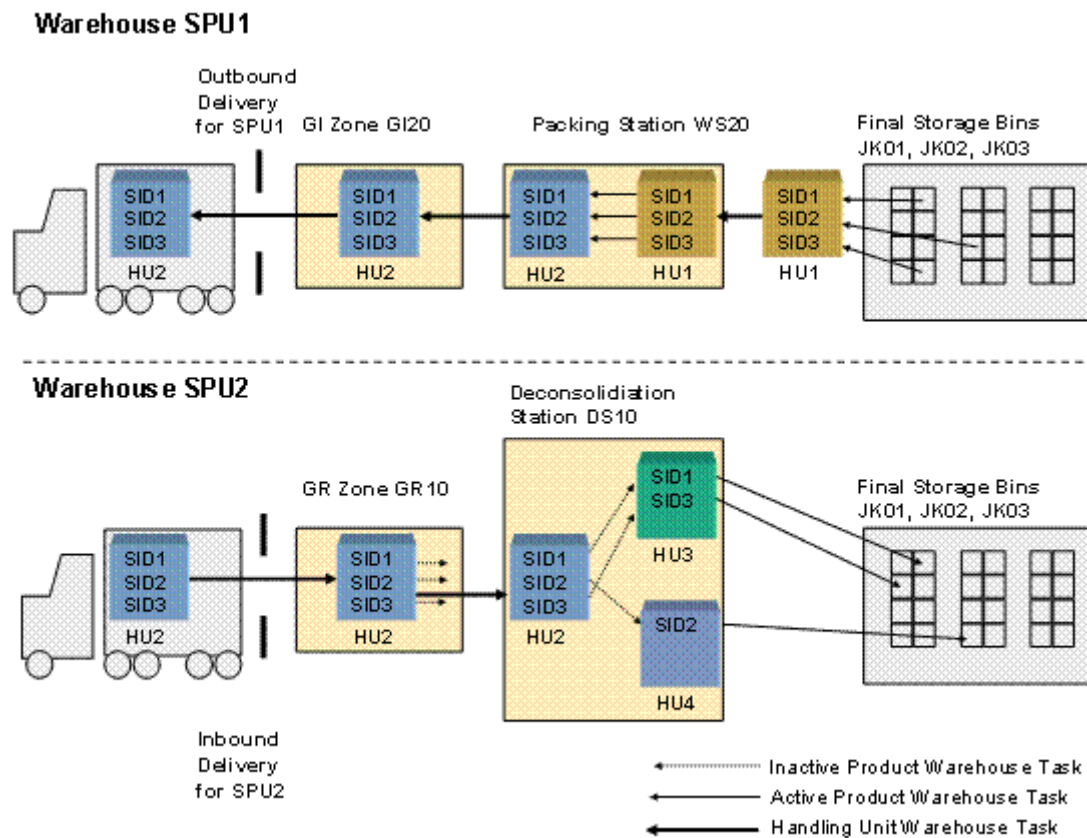 Warehouse SPU1
Outbound
Delivery
for SPU1
GI Zone GI20
Packing Station WS20
Final Storage Bins
JK01, JK02, JK03
SID1
SID2
SID3
HU2
SID1
SID2
SID3
HU2
SID1
SID2
SID3
HU2
SID1
SID2
SID3
HU1
SID1
SID2
SID3
HU1
Warehouse SPU2
Deconsolidiation
Station DS10
GR Zone GR10
Final Storage Bins
JK01, JK02, JK03
SID1
SID2
SID3
HU2
SID1
SID2
SID3
HU2
SID1
SID2
SID3
HU2
SID1
SID3
HU3
SID2
HU4
Inbound
Delivery
for SPU2
Inactive Product Warehouse Task
Active Product Warehouse Task
Handling Unit Warehouse Task